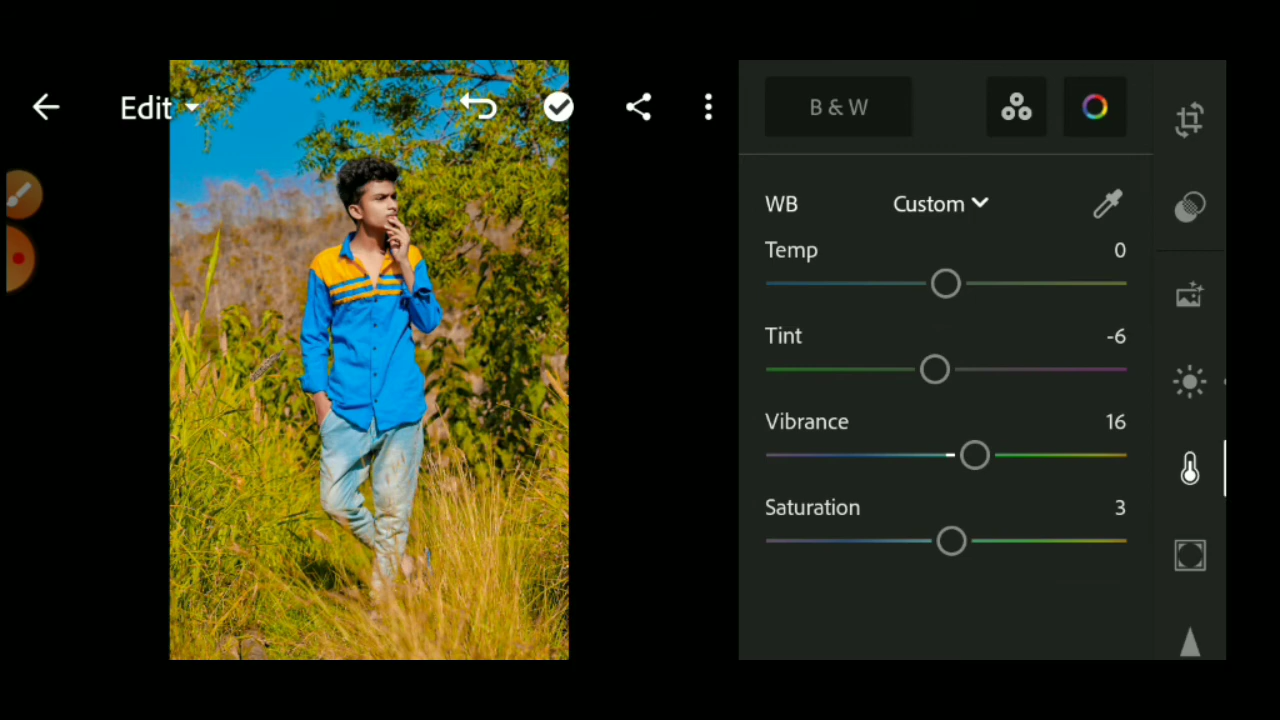 Edit
B & W
WB Custom
Temp 0
Tint -6
Vibrance 16
Saturation 3